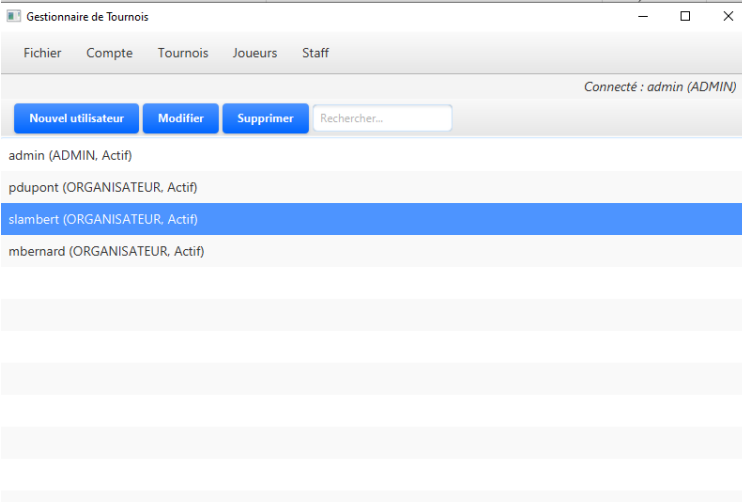 Gestionnaire de Tournois
Fichier Compte Tournois Joueurs Staff
Connecté : admin (ADMIN)
Nouvel utilisateur Modifier Supprimer Rechercher...
admin (ADMIN, Actif)
pdupont (ORGANISATEUR, Actif)
slambert (ORGANISATEUR, Actif)
mbernard (ORGANISATEUR, Actif)